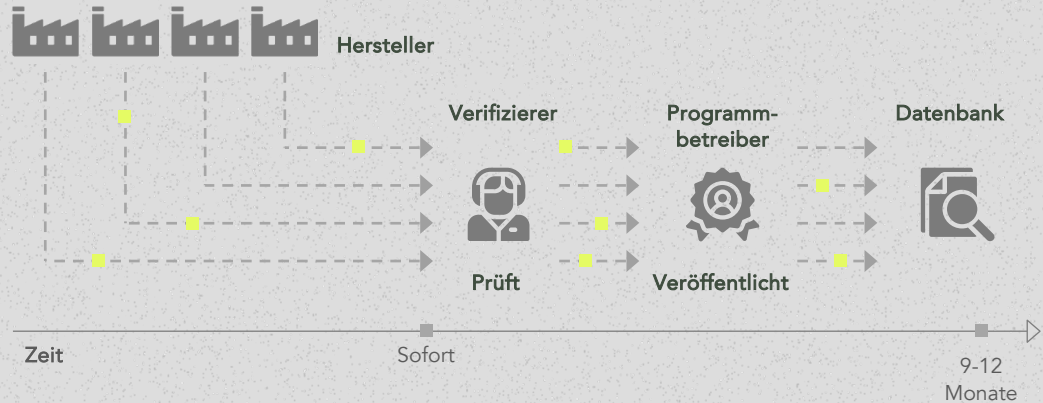 Hersteller
Verifizierer
Programm-
betreiber
Datenbank
Prüft
Veröffentlicht
Zeit
Sofort
9-12
Monate